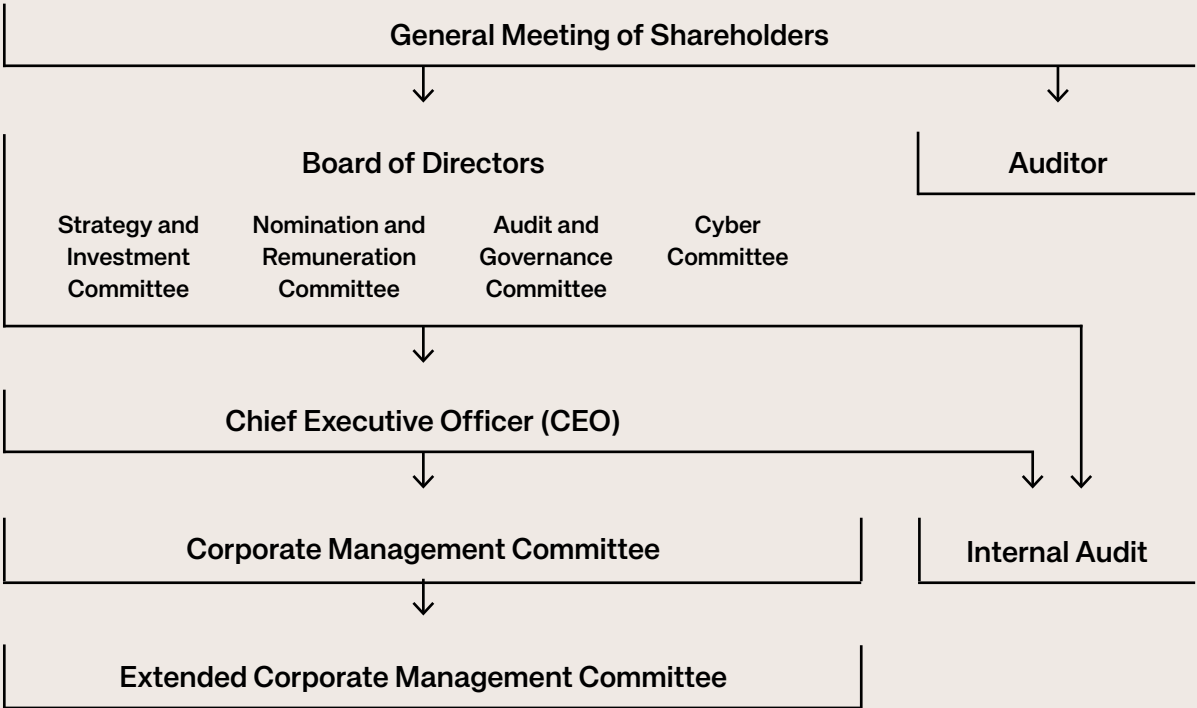 General Meeting of Shareholders
Board of Directors
Auditor
Strategy and
Investment
Committee
Nomination and
Remuneration
Committee
Audit and
Governance
Committee
Cyber
Committee
Chief Executive Officer (CEO)
Corporate Management Committee
Internal Audit
Extended Corporate Management Committee